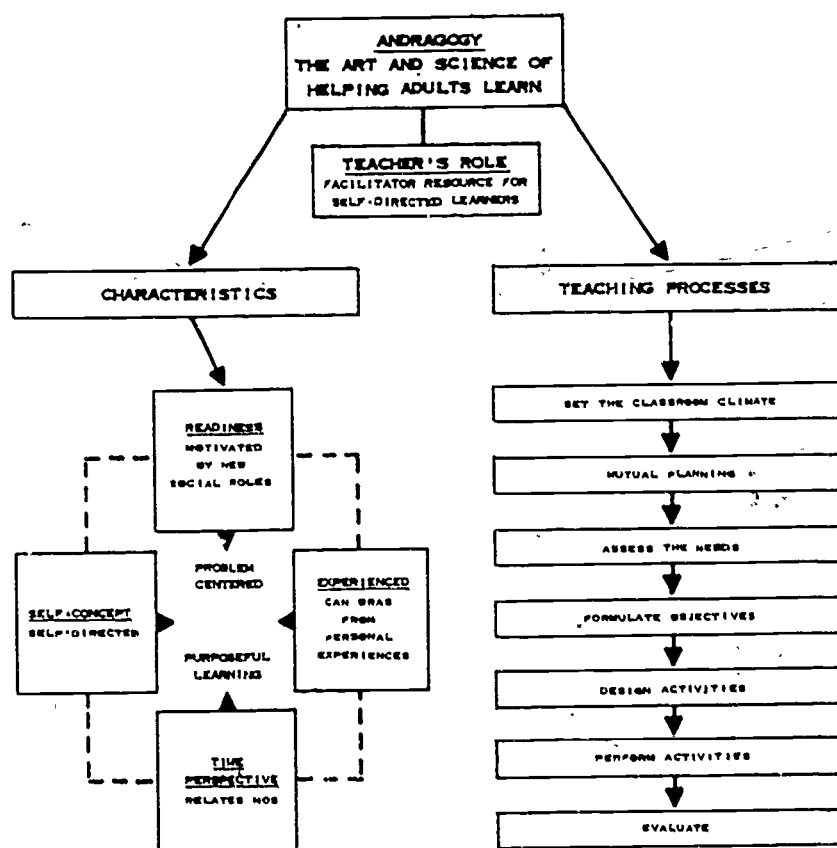 ANDRAGOGY
THE ART AND SCIENCE OF
HELPING ADULTS LEARN
TEACHER'S ROLE
FACILITATOR RESOURCE FOR
SELF-DIRECTED LEARNERS
CHARACTERISTICS
TEACHING PROCESSES
READINESS
MOTIVATED
BY NEW
SOCIAL ROLES
PROBLEM
CENTERED
SELF-CONCEPT
SELF-DIRECTED
EXPERIENCED
CAN DRAW
FROM
PERSONAL
EXPERIENCES
PURPOSEFUL
LEARNING
TIME
PERSPECTIVE
RELATES NOW
SET THE CLASSROOM CLIMATE
MUTUAL PLANNING
ASSESS THE NEEDS
FORMULATE OBJECTIVES
DESIGN ACTIVITIES
PERFORM ACTIVITIES
EVALUATE